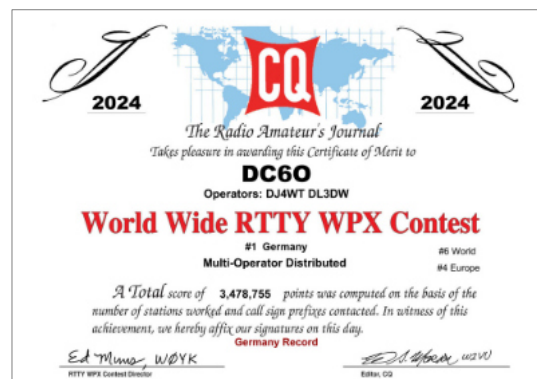 CQ
2024 2024
The Radio Amateur's Journal
Takes pleasure in awarding this Certificate of Merit to
DC6O
Operators: DJ4WT DL3DW
World Wide RTTY WPX Contest
#1 Germany
#6 World
Multi-Operator Distributed
#4 Europe
A Total score of 3,478,755 points was computed on the basis of the
number of stations worked and call sign prefixes contacted. In witness of this
achievement, we hereby affix our signatures on this day.
Germany Record
Ed Muns, WØYK
W2VU
RTTY WPX Contest Director
Editor, CQ